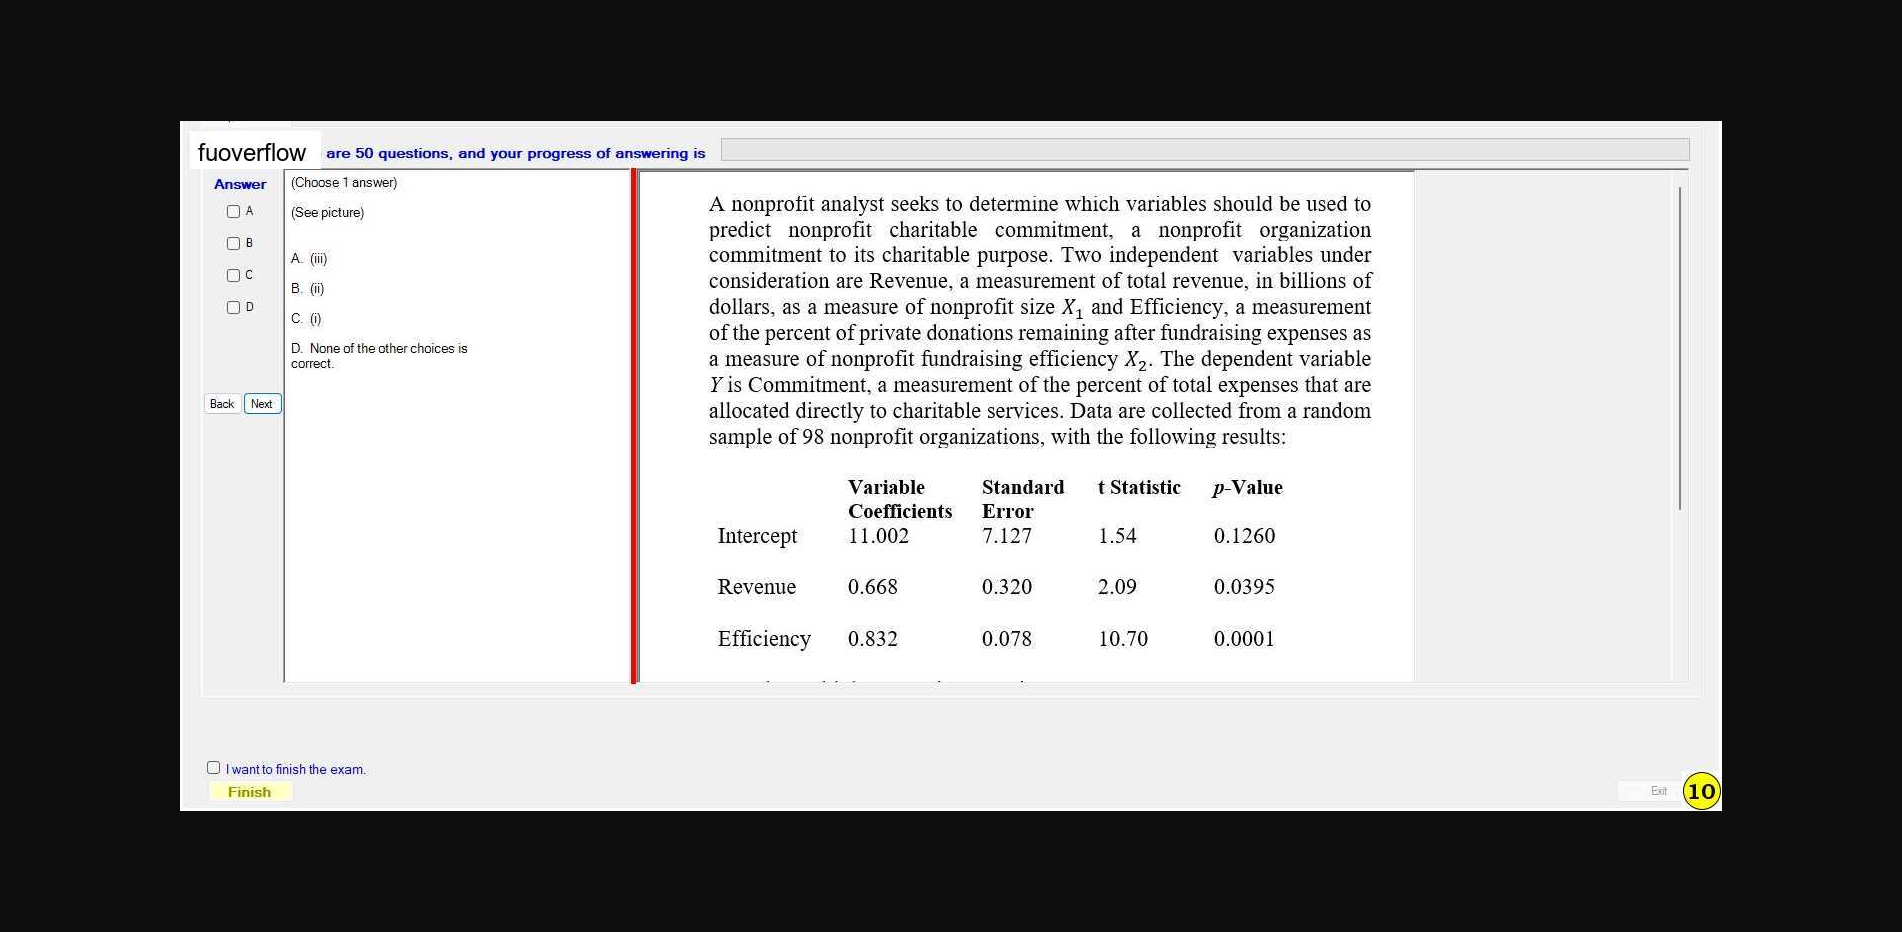 fuoverflow are 50 questions, and your progress of answering is
Answer
A
B
C
D
Back Next
(Choose 1 answer)
(See picture)
A. (iii)
B. (ii)
C. (i)
D. None of the other choices is
correct.
A nonprofit analyst seeks to determine which variables should be used to
predict nonprofit charitable commitment, a nonprofit organization
commitment to its charitable purpose. Two independent variables under
consideration are Revenue, a measurement of total revenue, in billions of
dollars, as a measure of nonprofit size X₁ and Efficiency, a measurement
of the percent of private donations remaining after fundraising expenses as
a measure of nonprofit fundraising efficiency X₂. The dependent variable
Y is Commitment, a measurement of the percent of total expenses that are
allocated directly to charitable services. Data are collected from a random
sample of 98 nonprofit organizations, with the following results:
Variable Standard t Statistic p-Value
Coefficients Error
Intercept 11.002 7.127 1.54 0.1260
Revenue 0.668 0.320 2.09 0.0395
Efficiency 0.832 0.078 10.70 0.0001
I want to finish the exam.
Finish
Exit
10